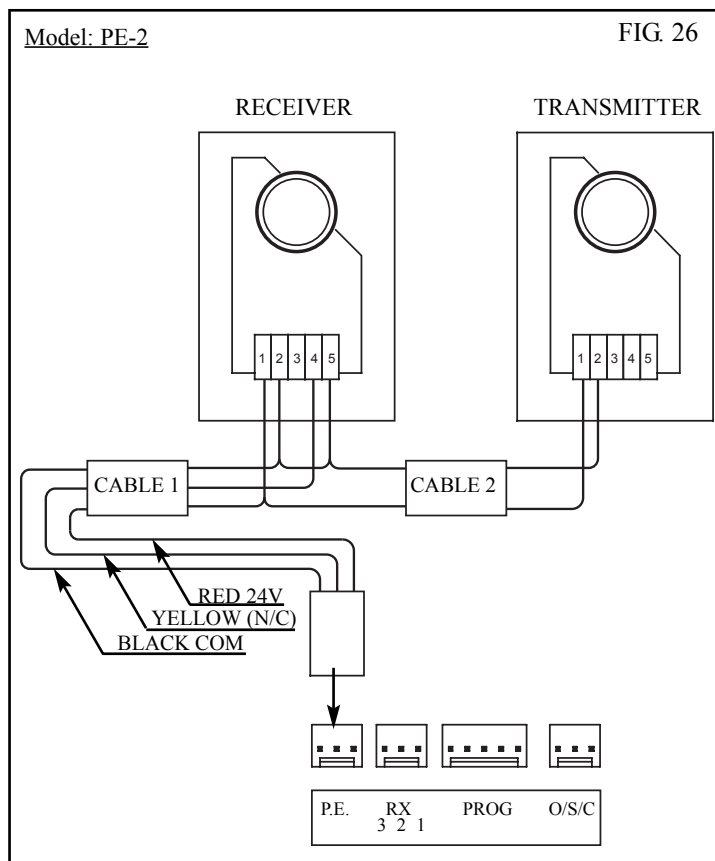 Model: PE-2
FIG. 26
RECEIVER
TRANSMITTER
1 2 3 4 5
1 2 3 4 5
CABLE 1
CABLE 2
RED 24V
YELLOW (N/C)
BLACK COM
P.E. RX PROG O/S/C
3 2 1